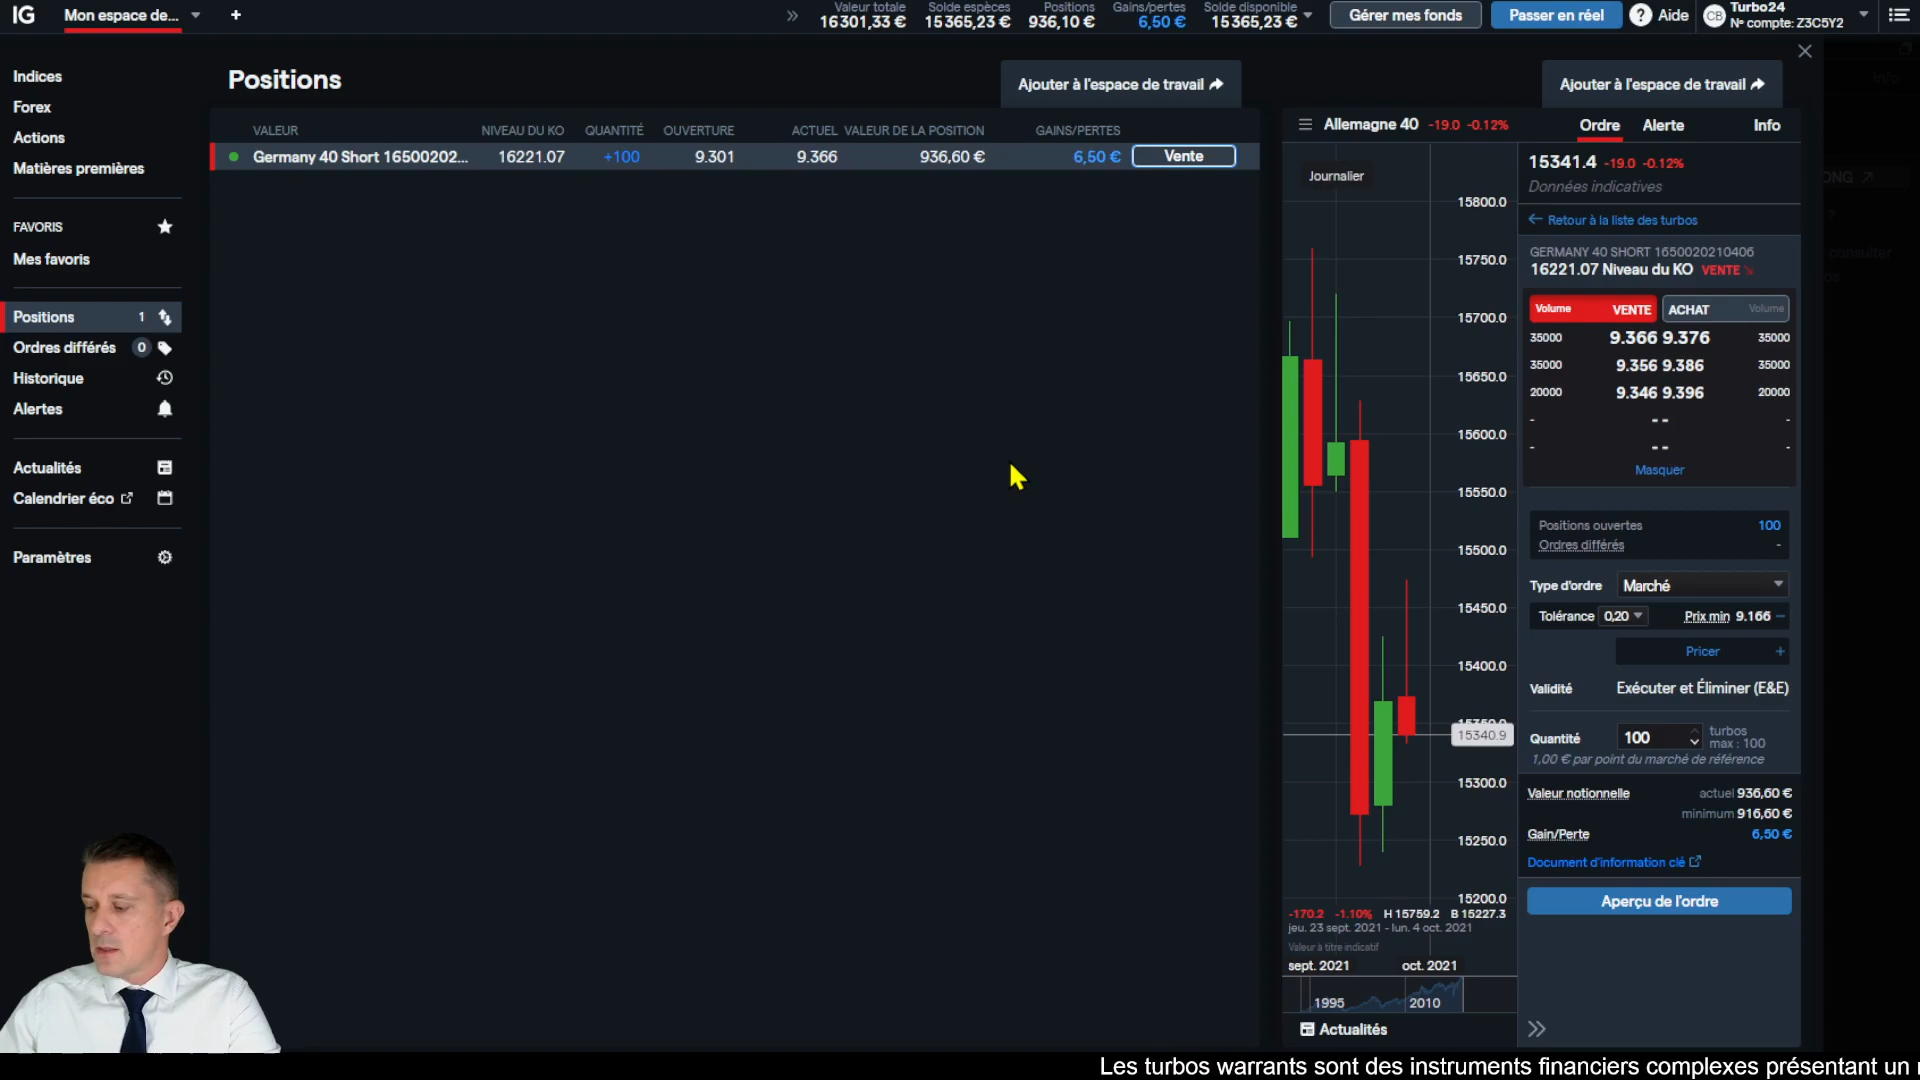 IG Mon espace de... +
Valeur totale 16 301,33 €
Solde espèces 15 365,23 €
Positions 936,10 €
Gains/pertes 6,50 €
Solde disponible 15 365,23 €
Gérer mes fonds
Passer en réel
? Aide
CB Turbo24
Nº compte: Z3C5Y2
Indices
Forex
Actions
Matières premières
FAVORIS
Mes favoris
Positions 1
Ordres différés 0
Historique
Alertes
Actualités
Calendrier éco
Paramètres
Positions
Ajouter à l'espace de travail
VALEUR NIVEAU DU KO QUANTITÉ OUVERTURE ACTUEL VALEUR DE LA POSITION GAINS/PERTES
Germany 40 Short 16500202... 16221.07 +100 9.301 9.366 936,60 € 6,50 € Vente
Ajouter à l'espace de travail
Allemagne 40 -19.0 -0.12%
Journalier
15800.0
15750.0
15700.0
15650.0
15600.0
15550.0
15500.0
15450.0
15400.0
15350.0
15340.9
15300.0
15250.0
15200.0
-170.2 -1.10% H 15759.2 B 15227.3
jeu. 23 sept. 2021 - lun. 4 oct. 2021
Valeur à titre indicatif
sept. 2021 oct. 2021
1995 2010
Actualités
Ordre Alerte Info
15341.4 -19.0 -0.12%
Données indicatives
Retour à la liste des turbos
GERMANY 40 SHORT 1650020210406
16221.07 Niveau du KO VENTE
Volume VENTE ACHAT Volume
35000 9.366 9.376 35000
35000 9.356 9.386 35000
20000 9.346 9.396 20000
- - - -
- - - -
Masquer
Positions ouvertes 100
Ordres différés -
Type d'ordre Marché
Tolérance 0,20 Prix min 9.166 −
Pricer +
Validité Exécuter et Éliminer (E&E)
Quantité 100 turbos
max : 100
1,00 € par point du marché de référence
Valeur notionnelle actuel 936,60 €
minimum 916,60 €
Gain/Perte 6,50 €
Document d'information clé
Aperçu de l'ordre
Info
consulter
Les turbos warrants sont des instruments financiers complexes présentant un